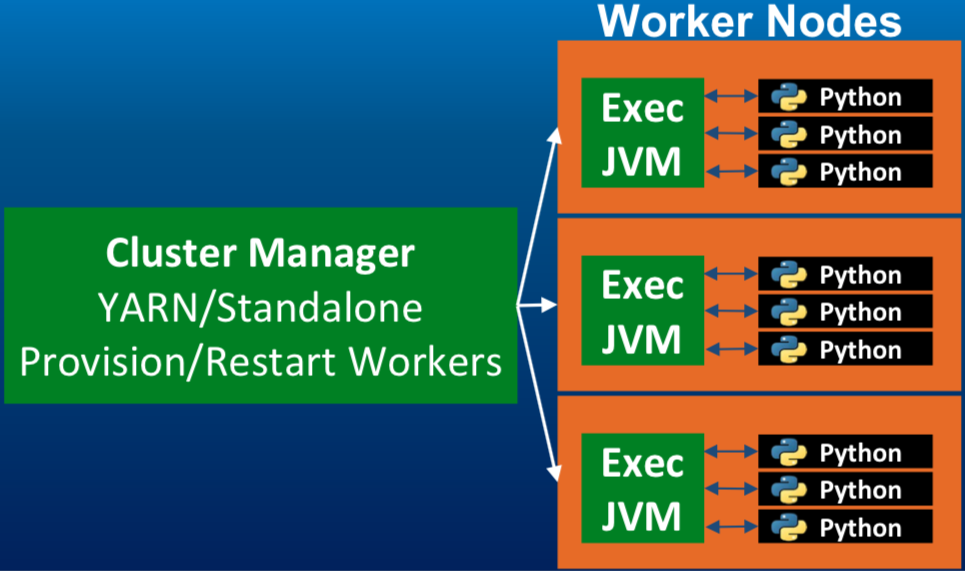 Worker Nodes
Exec
JVM
Python
Python
Python
Cluster Manager
YARN/Standalone
Provision/Restart Workers
Exec
JVM
Python
Python
Python
Exec
JVM
Python
Python
Python